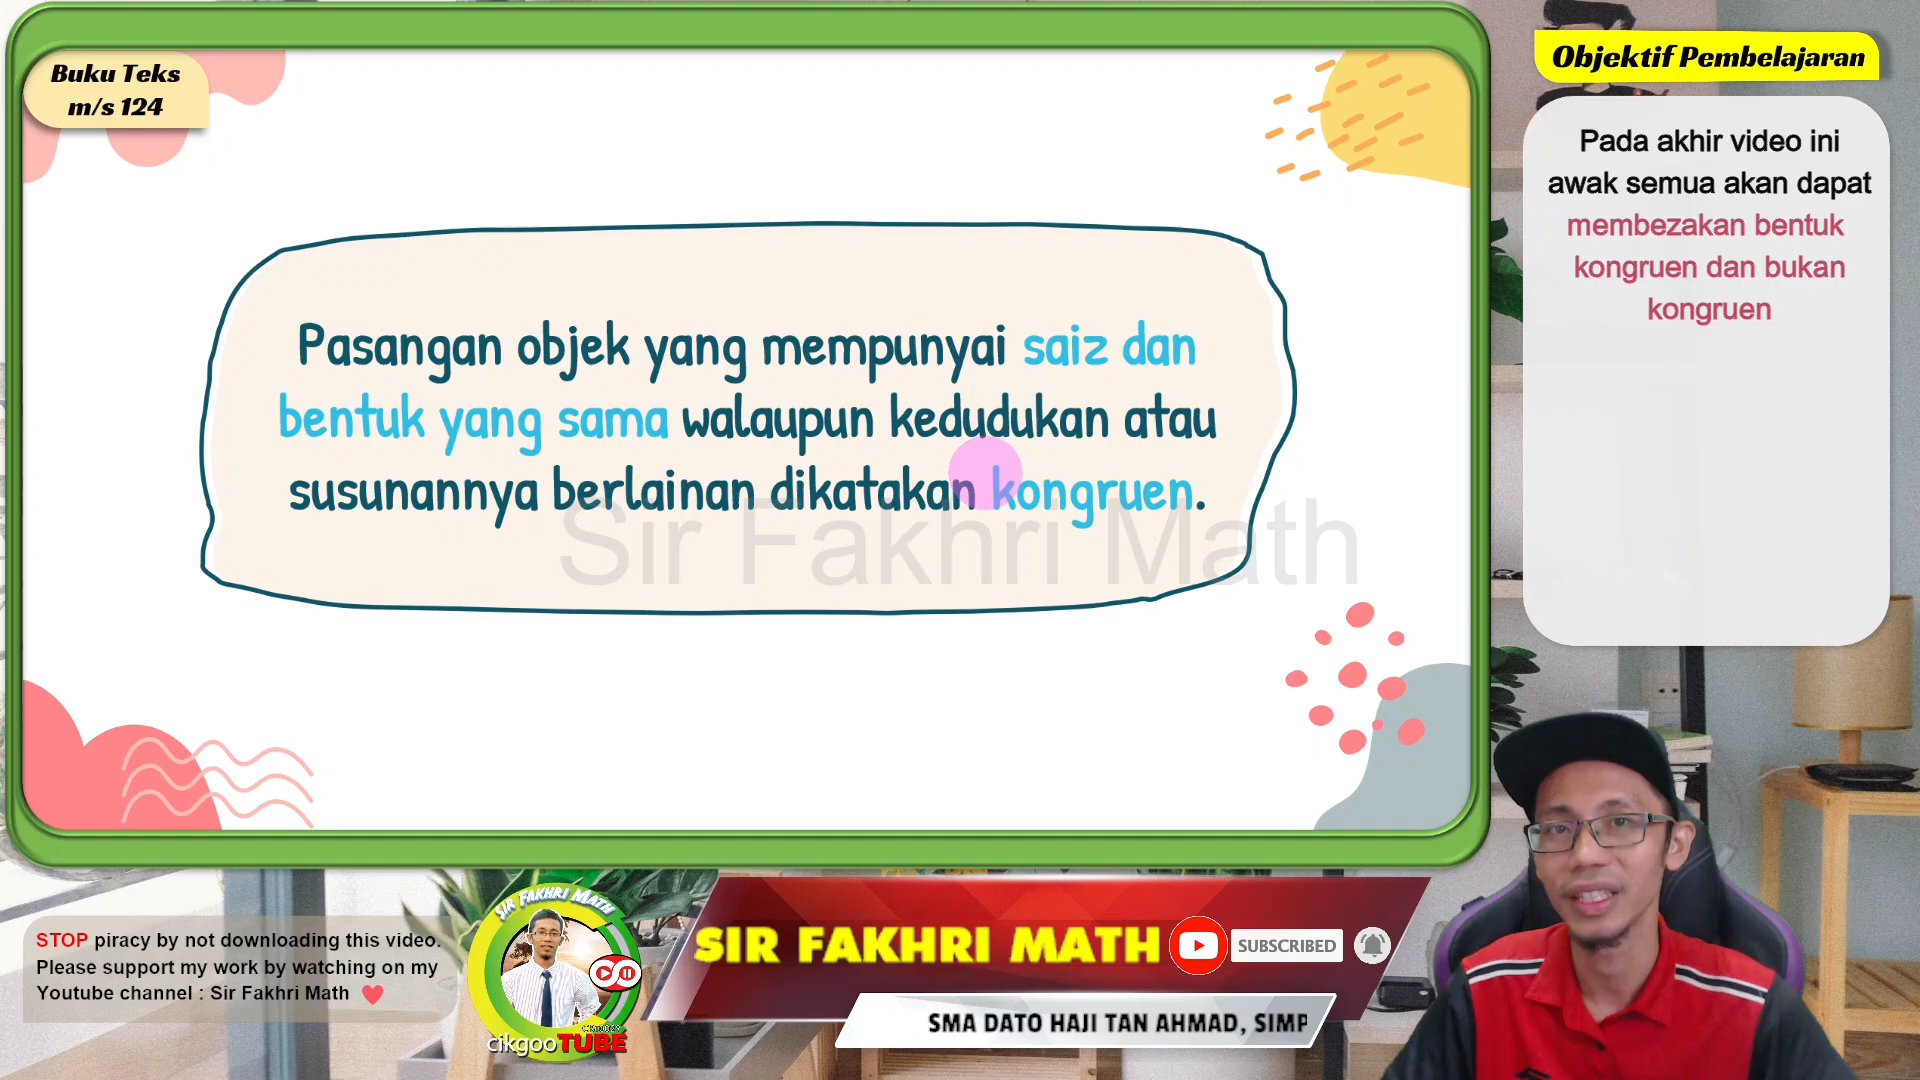 Buku Teks
m/s 124
Pasangan objek yang mempunyai saiz dan
bentuk yang sama walaupun kedudukan atau
susunannya berlainan dikatakan kongruen.
Sir Fakhri Math
Objektif Pembelajaran
Pada akhir video ini
awak semua akan dapat
membezakan bentuk
kongruen dan bukan
kongruen
STOP piracy by not downloading this video.
Please support my work by watching on my
Youtube channel : Sir Fakhri Math
SIR FAKHRI MATH
cikgooTUBE
SIR FAKHRI MATH
SUBSCRIBED
SMA DATO HAJI TAN AHMAD, SIMP